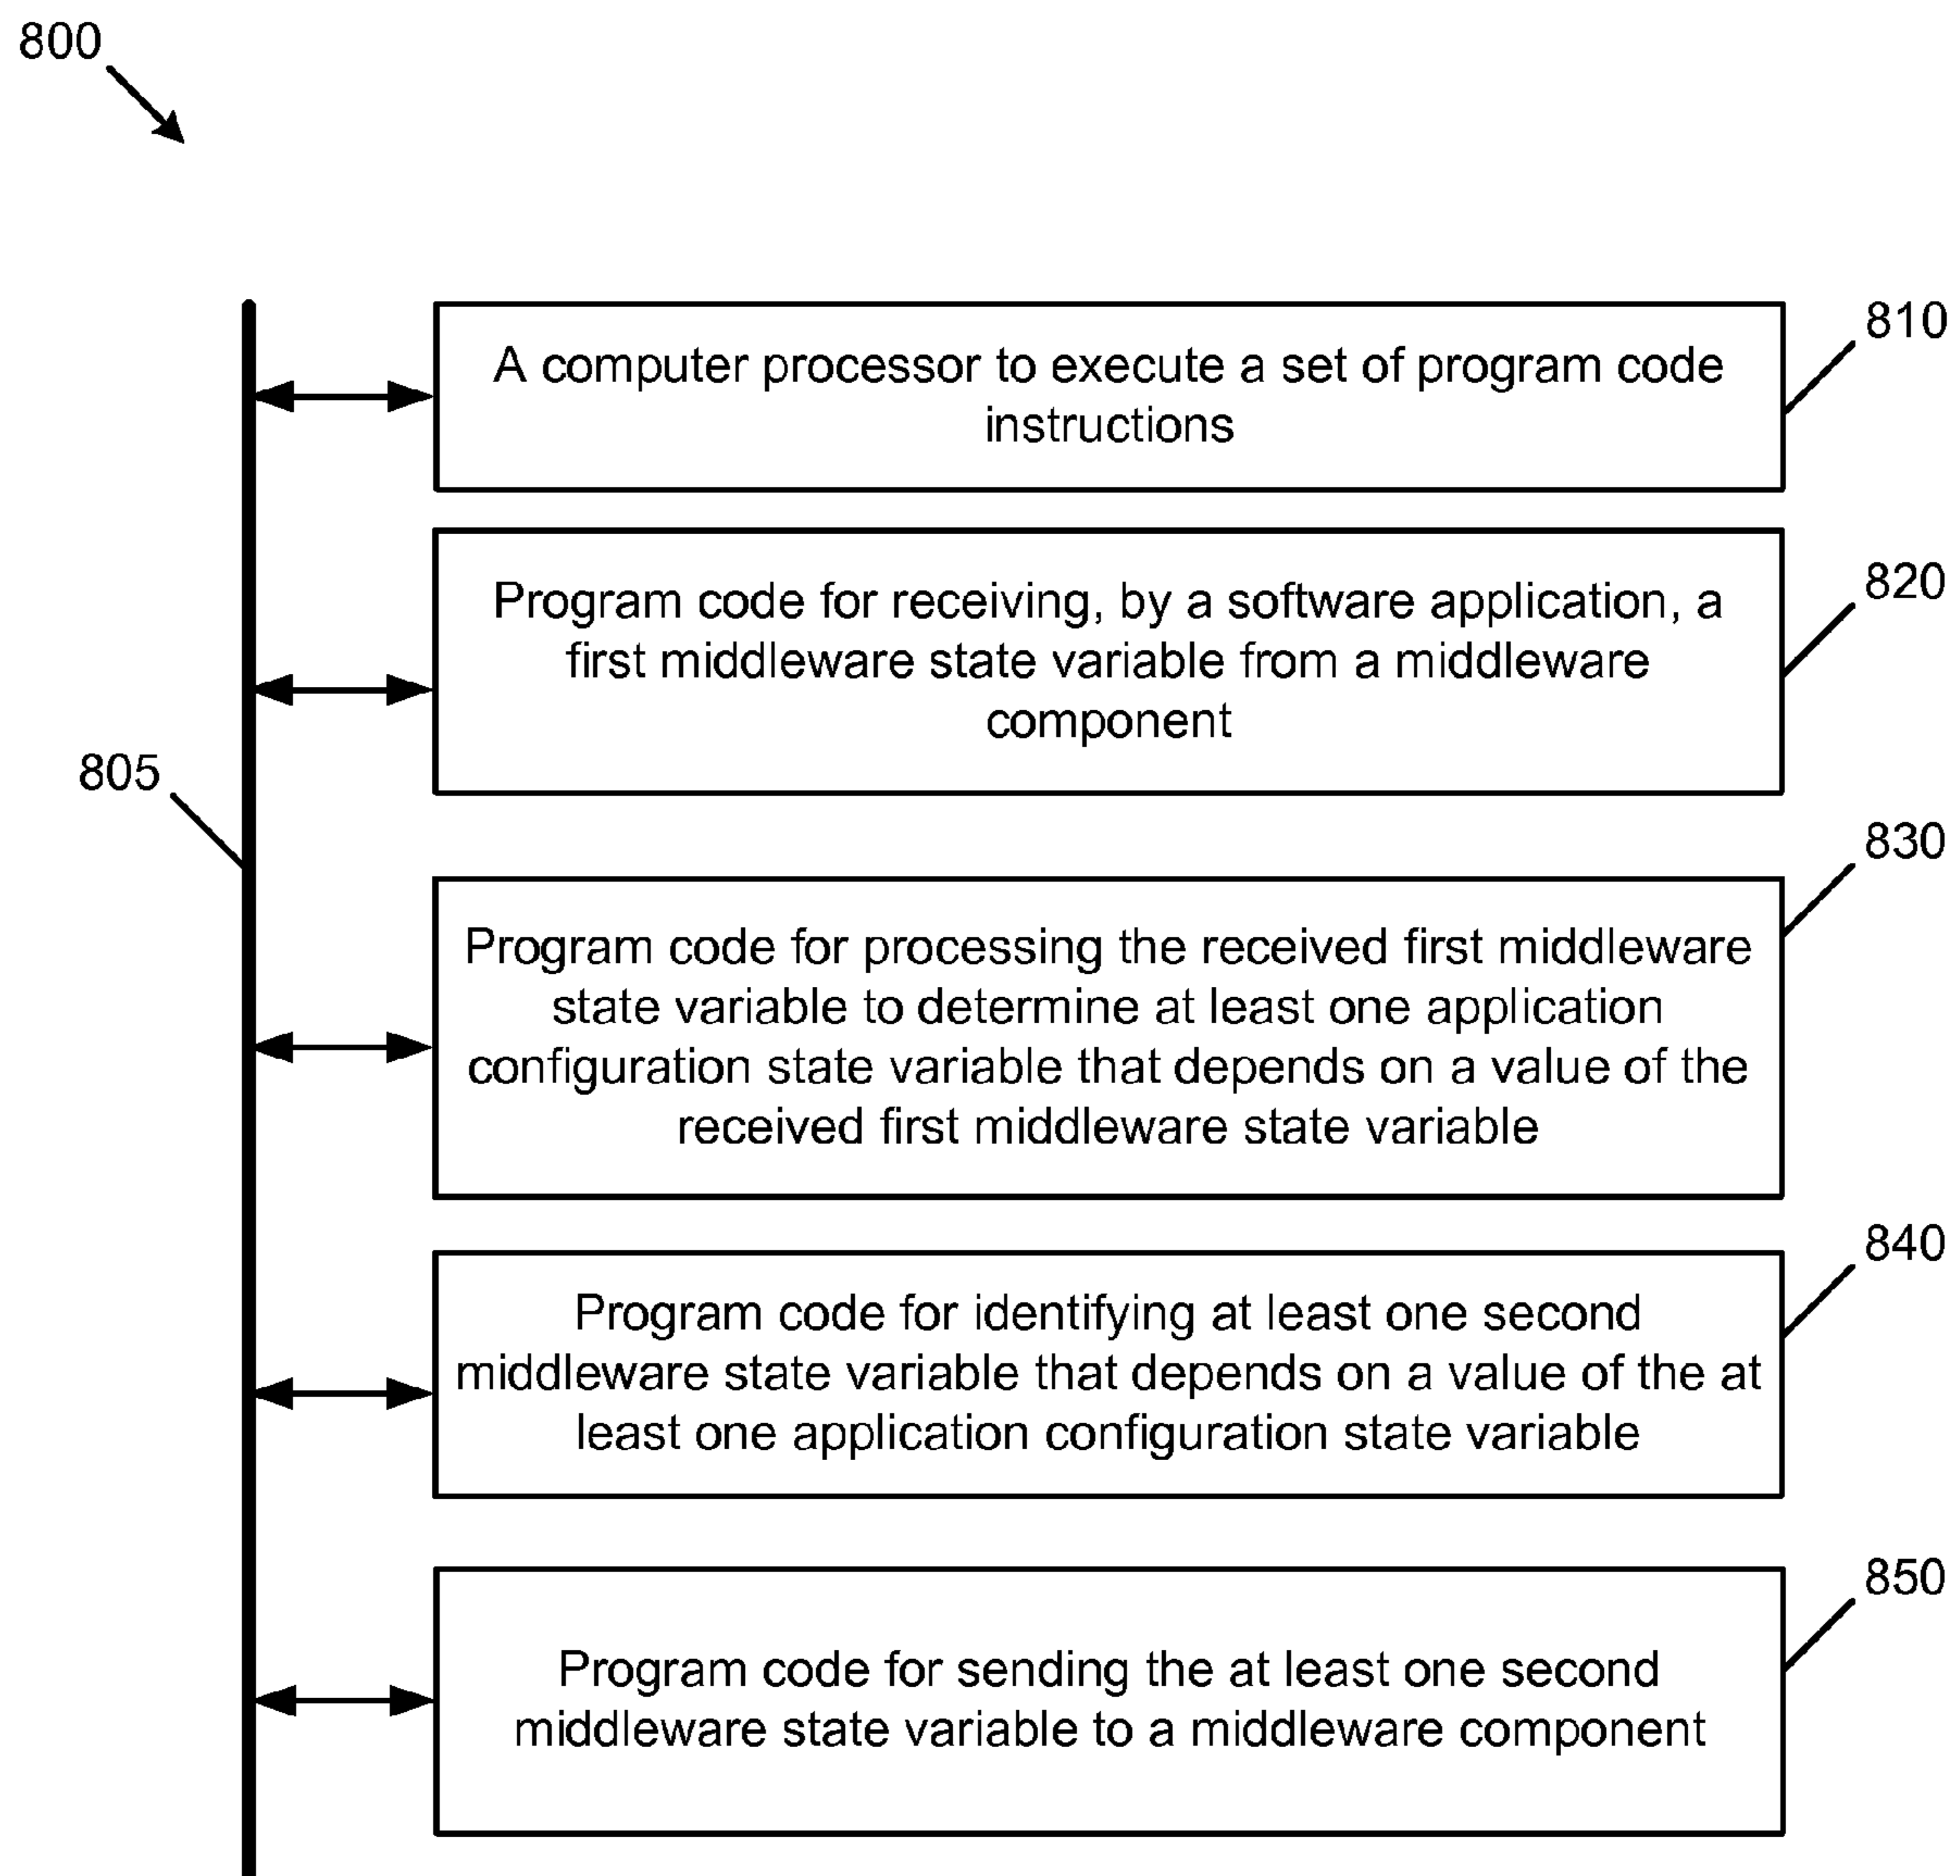 800
810
A computer processor to execute a set of program code
instructions
820
Program code for receiving, by a software application, a
first middleware state variable from a middleware
component
805
830
Program code for processing the received first middleware
state variable to determine at least one application
configuration state variable that depends on a value of the
received first middleware state variable
840
Program code for identifying at least one second
middleware state variable that depends on a value of the at
least one application configuration state variable
850
Program code for sending the at least one second
middleware state variable to a middleware component